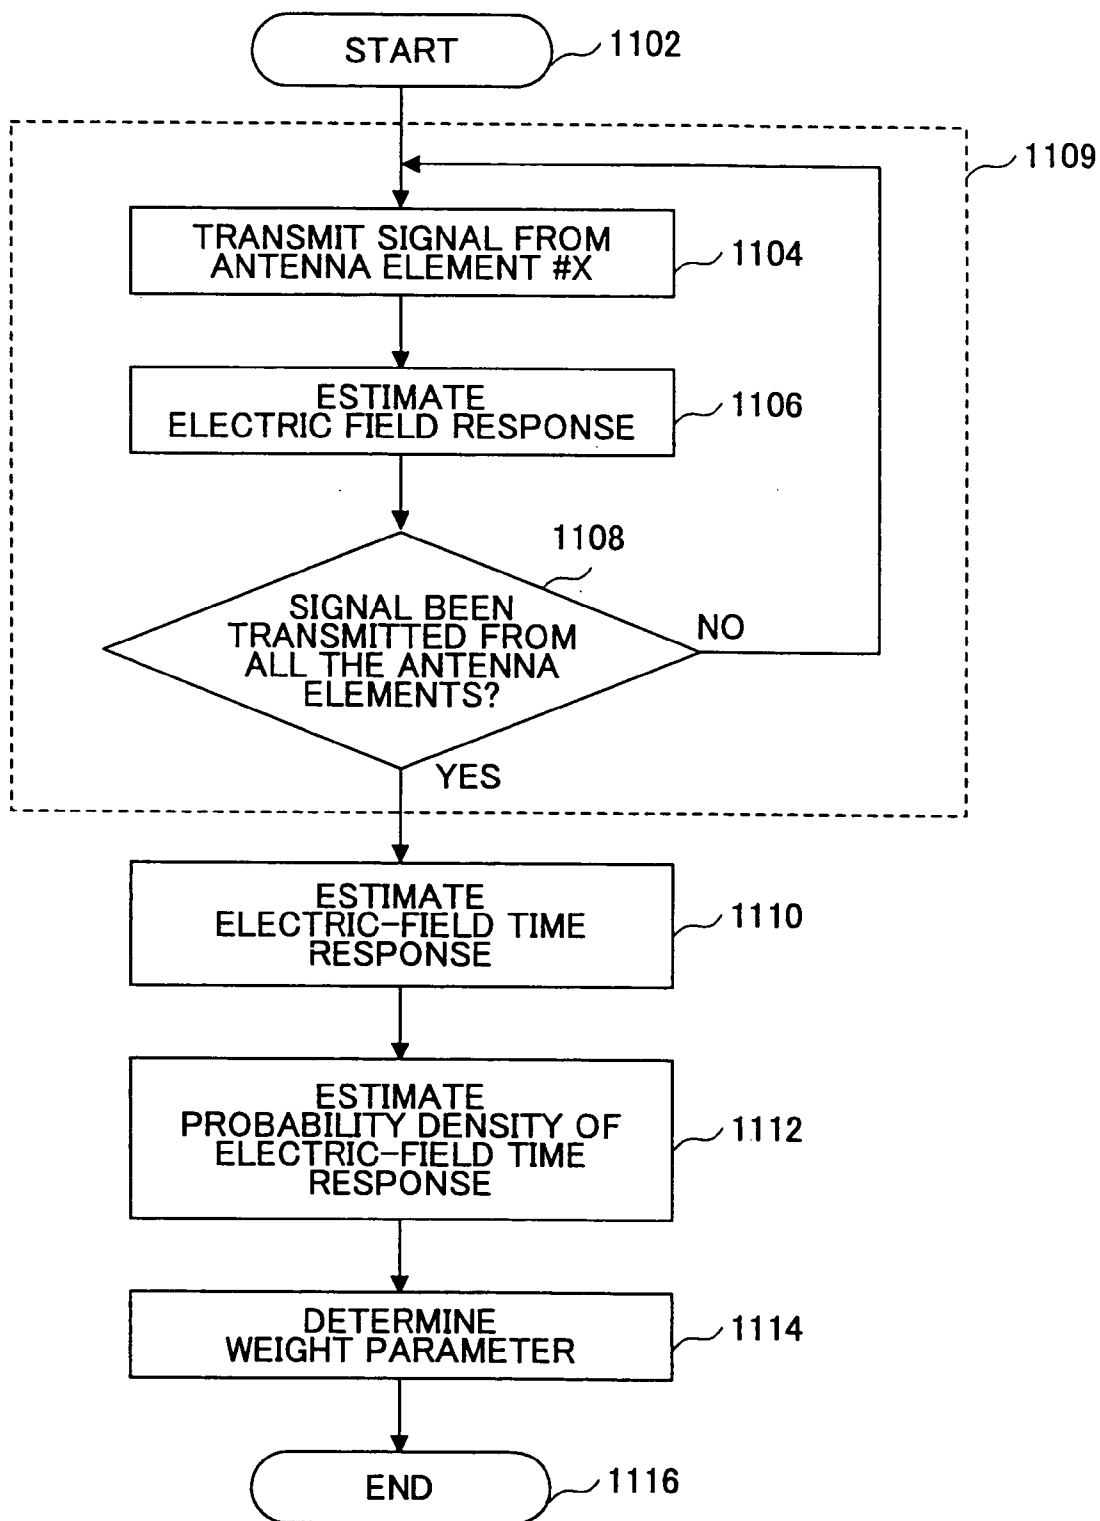 START
1102
1109
TRANSMIT SIGNAL FROM
ANTENNA ELEMENT #X
1104
ESTIMATE
ELECTRIC FIELD RESPONSE
1106
1108
SIGNAL BEEN
TRANSMITTED FROM
ALL THE ANTENNA
ELEMENTS?
NO
YES
ESTIMATE
ELECTRIC-FIELD TIME
RESPONSE
1110
ESTIMATE
PROBABILITY DENSITY OF
ELECTRIC-FIELD TIME
RESPONSE
1112
DETERMINE
WEIGHT PARAMETER
1114
END
1116